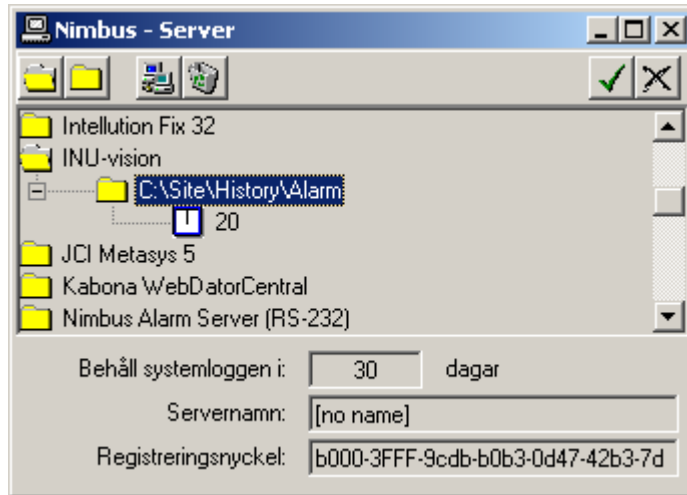 Nimbus - Server
Intellution Fix 32
INU-vision
C:\Site\History\Alarm
20
JCI Metasys 5
Kabona WebDatorCentral
Nimbus Alarm Server (RS-232)
Behåll systemloggen i: 30 dagar
Servernamn: [no name]
Registreringsnyckel: b000-3FFF-9cdb-b0b3-0d47-42b3-7d